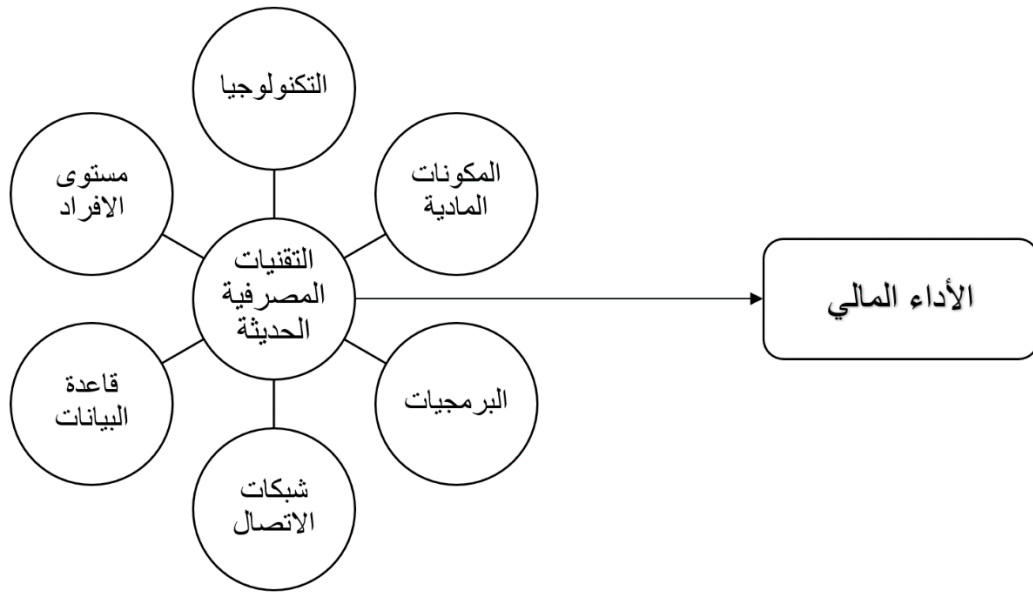 التكنولوجيا
المكونات
المادية
مستوى
الافراد
التقنيات
المصرفية
الحديثة
الأداء المالي
البرمجيات
قاعدة
البيانات
شبكات
الاتصال